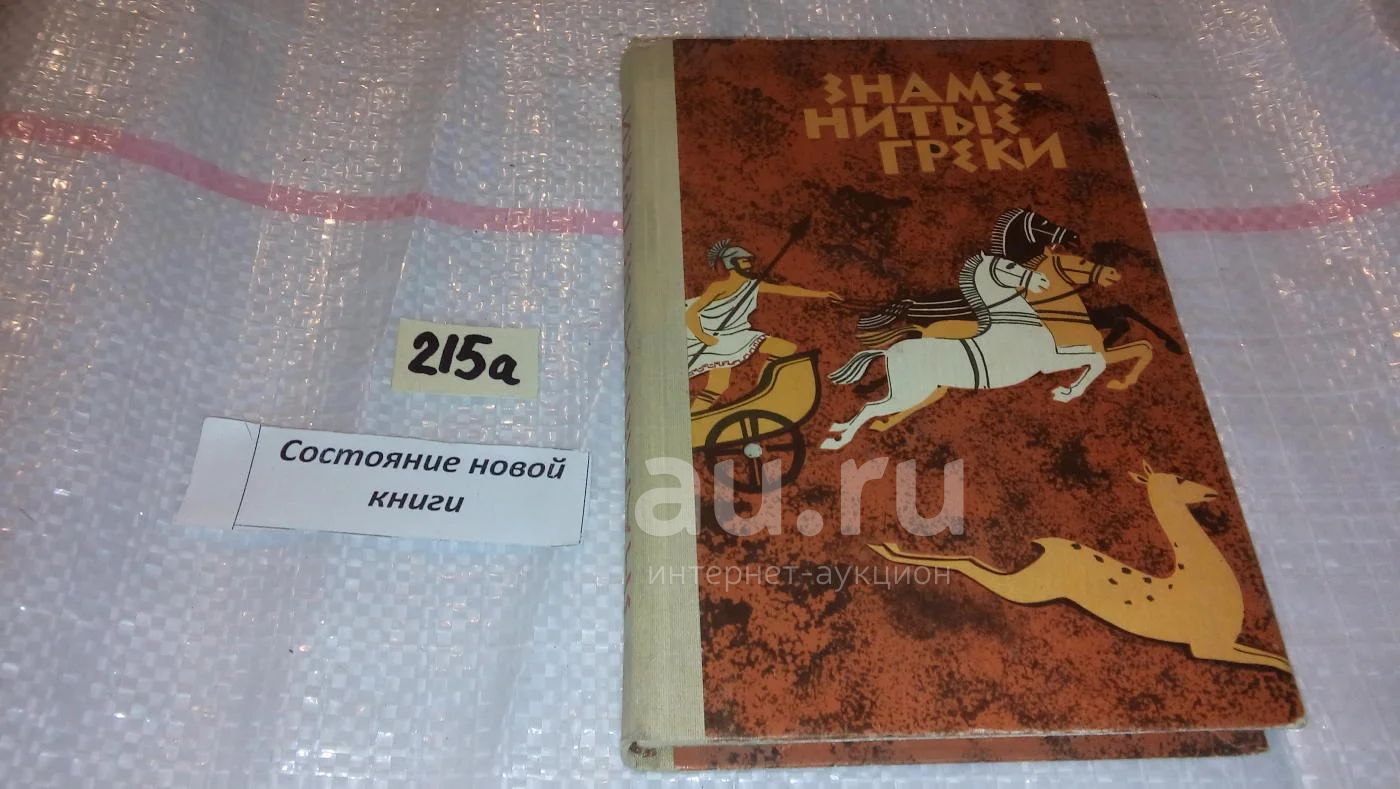 ЗНАМЕ-
НИТЫЕ
ГРЕКИ
215а
Состояние новой
книги
au.ru
интернет-аукцион